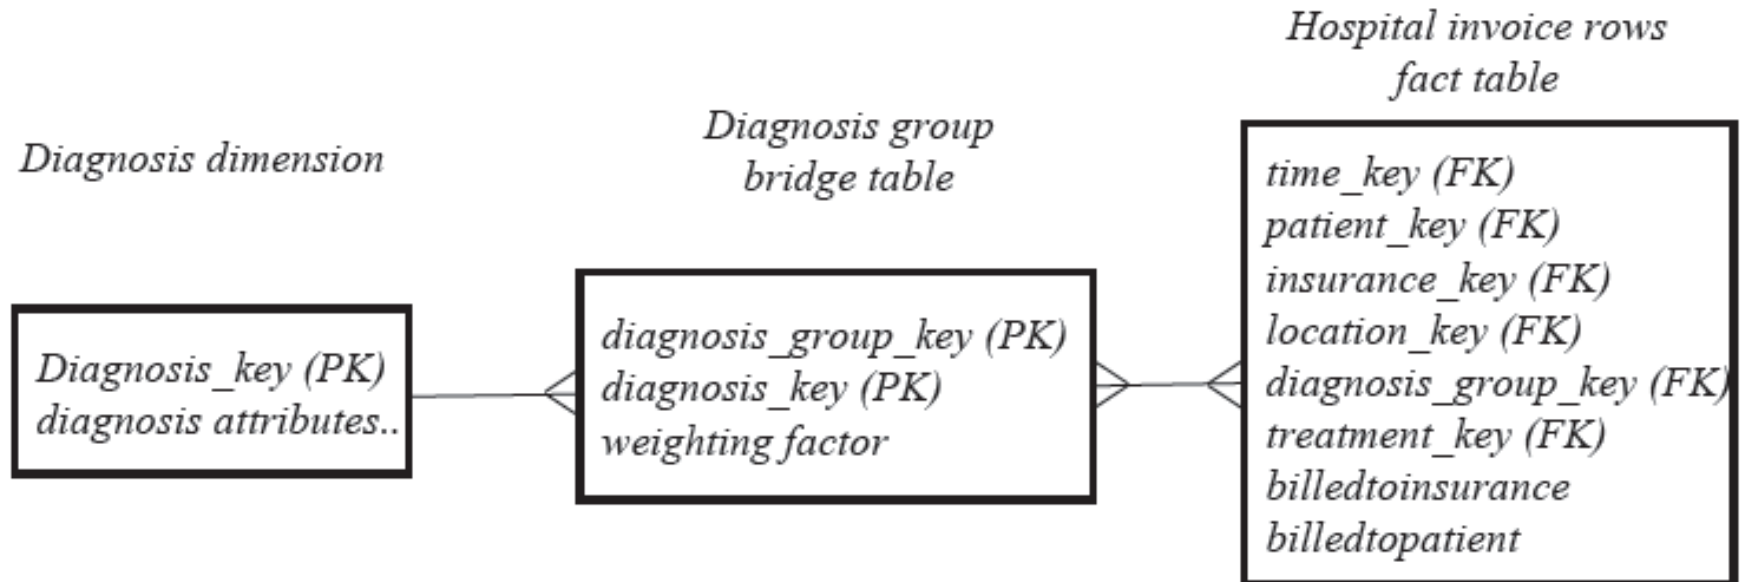 Diagnosis dimension
Diagnosis_key (PK)
diagnosis attributes..
Diagnosis group
bridge table
diagnosis_group_key (PK)
diagnosis_key (PK)
weighting factor
Hospital invoice rows
fact table
time_key (FK)
patient_key (FK)
insurance_key (FK)
location_key (FK)
diagnosis_group_key (FK)
treatment_key (FK)
billedtoinsurance
billedtopatient